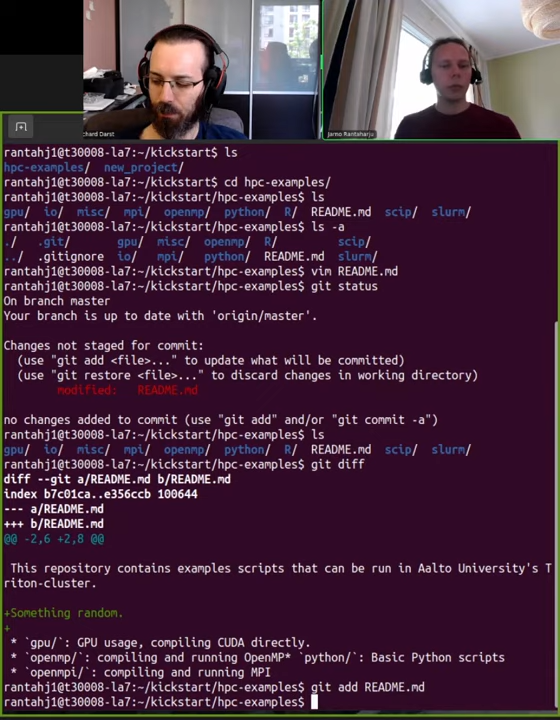 chard Darst
Jarno Rantaharju
rantahj1@t30008-la7:~/kickstart$ ls
hpc-examples/  new_project/
rantahj1@t30008-la7:~/kickstart$ cd hpc-examples/
rantahj1@t30008-la7:~/kickstart/hpc-examples$ ls
gpu/  io/  misc/  mpi/  openmp/  python/  R/  README.md  scip/  slurm/
rantahj1@t30008-la7:~/kickstart/hpc-examples$ ls -a
./   .git/       gpu/  misc/  openmp/  R/         scip/
../  .gitignore  io/   mpi/   python/  README.md  slurm/
rantahj1@t30008-la7:~/kickstart/hpc-examples$ vim README.md
rantahj1@t30008-la7:~/kickstart/hpc-examples$ git status
On branch master
Your branch is up to date with 'origin/master'.
Changes not staged for commit:
  (use "git add <file>..." to update what will be committed)
  (use "git restore <file>..." to discard changes in working directory)
        modified:   README.md
no changes added to commit (use "git add" and/or "git commit -a")
rantahj1@t30008-la7:~/kickstart/hpc-examples$ ls
gpu/  io/  misc/  mpi/  openmp/  python/  R/  README.md  scip/  slurm/
rantahj1@t30008-la7:~/kickstart/hpc-examples$ git diff
diff --git a/README.md b/README.md
index b7c01ca..e356ccb 100644
--- a/README.md
+++ b/README.md
@@ -2,6 +2,8 @@
 This repository contains examples scripts that can be run in Aalto University's T
riton-cluster.
+Something random.
+
 * `gpu/`: GPU usage, compiling CUDA directly.
 * `openmp/`: compiling and running OpenMP* `python/`: Basic Python scripts
 * `openmpi/`: compiling and running MPI
rantahj1@t30008-la7:~/kickstart/hpc-examples$ git add README.md
rantahj1@t30008-la7:~/kickstart/hpc-examples$